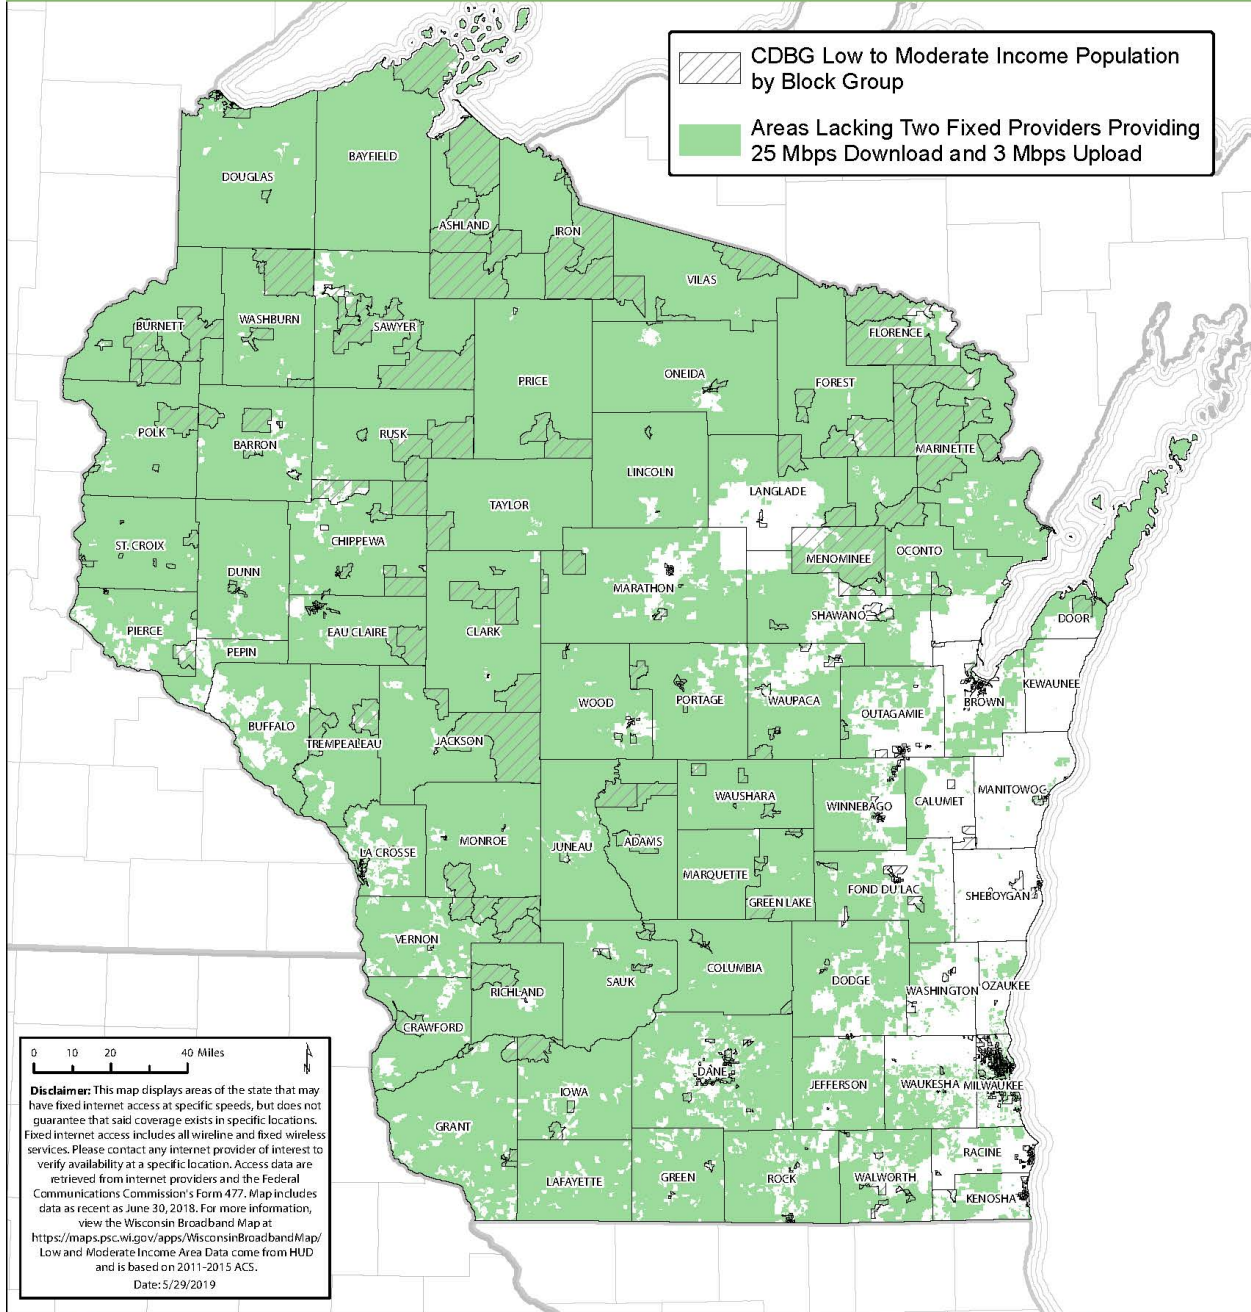 CDBG Low to Moderate Income Population
by Block Group
Areas Lacking Two Fixed Providers Providing
25 Mbps Download and 3 Mbps Upload
BAYFIELD
DOUGLAS
ASHLAND
IRON
VILAS
BURNETT
WASHBURN
SAWYER
FLORENCE
PRICE
ONEIDA
FOREST
POLK
BARRON
RUSK
MARINETTE
LINCOLN
LANGLADE
TAYLOR
ST. CROIX
CHIPPEWA
OCONTO
MENOMINEE
DUNN
MARATHON
SHAWANO
DOOR
PIERCE
EAU CLAIRE
CLARK
PEPIN
KEWAUNEE
WOOD
PORTAGE
WAUPACA
BROWN
OUTAGAMIE
BUFFALO
TREMPEALEAU
JACKSON
MANITOWOC
WAUSHARA
WINNEBAGO
CALUMET
MONROE
JUNEAU
ADAMS
LA CROSSE
MARQUETTE
FOND DU LAC
SHEBOYGAN
GREEN LAKE
VERNON
COLUMBIA
SAUK
DODGE
WASHINGTON
OZAUKEE
RICHLAND
CRAWFORD
DANE
JEFFERSON
WAUKESHA
MILWAUKEE
IOWA
GRANT
RACINE
LAFAYETTE
GREEN
ROCK
WALWORTH
KENOSHA
0 10 20 40 Miles
N
Disclaimer: This map displays areas of the state that may
have fixed internet access at specific speeds, but does not
guarantee that said coverage exists in specific locations.
Fixed internet access includes all wireline and fixed wireless
services. Please contact any internet provider of interest to
verify availability at a specific location. Access data are
retrieved from internet providers and the Federal
Communications Commission's Form 477. Map includes
data as recent as June 30, 2018. For more information,
view the Wisconsin Broadband Map at
https://maps.psc.wi.gov/apps/WisconsinBroadbandMap/
Low and Moderate Income Area Data come from HUD
and is based on 2011-2015 ACS.
Date: 5/29/2019